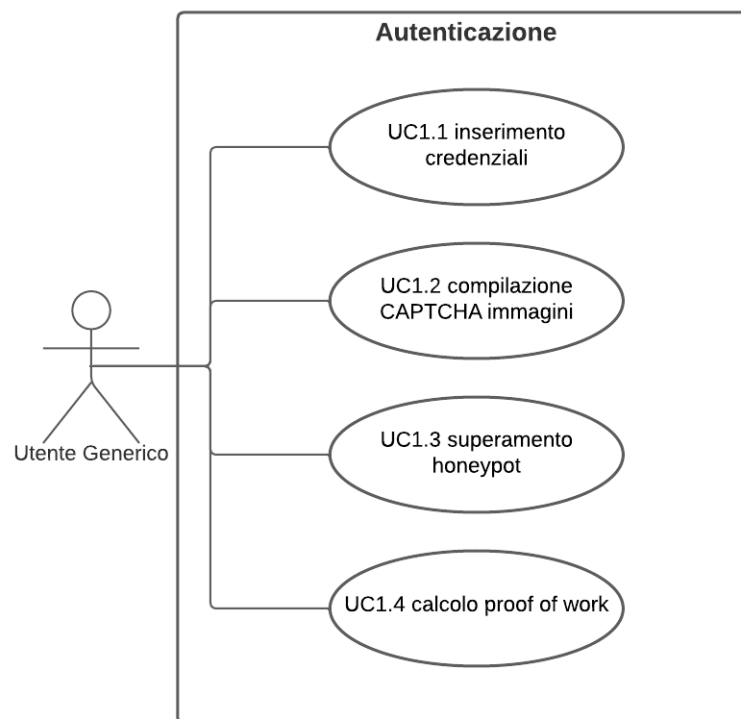 Autenticazione
UC1.1 inserimento
credenziali
UC1.2 compilazione
CAPTCHA immagini
UC1.3 superamento
honeypot
Utente Generico
UC1.4 calcolo proof of work